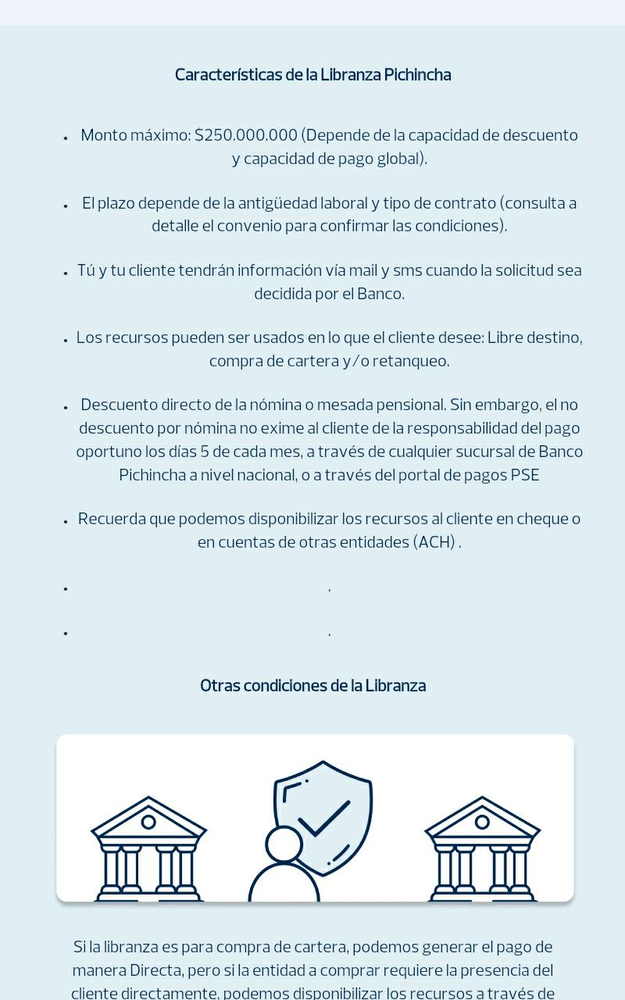 Características de la Libranza Pichincha
• Monto máximo: $250.000.000 (Depende de la capacidad de descuento
y capacidad de pago global).
• El plazo depende de la antigüedad laboral y tipo de contrato (consulta a
detalle el convenio para confirmar las condiciones).
• Tú y tu cliente tendrán información vía mail y sms cuando la solicitud sea
decidida por el Banco.
• Los recursos pueden ser usados en lo que el cliente desee: Libre destino,
compra de cartera y/o retanqueo.
• Descuento directo de la nómina o mesada pensional. Sin embargo, el no
descuento por nómina no exime al cliente de la responsabilidad del pago
oportuno los días 5 de cada mes, a través de cualquier sucursal de Banco
Pichincha a nivel nacional, o a través del portal de pagos PSE
• Recuerda que podemos disponibilizar los recursos al cliente en cheque o
en cuentas de otras entidades (ACH) .
• .
• .
Otras condiciones de la Libranza
Si la libranza es para compra de cartera, podemos generar el pago de
manera Directa, pero si la entidad a comprar requiere la presencia del
cliente directamente, podemos disponibilizar los recursos a través de